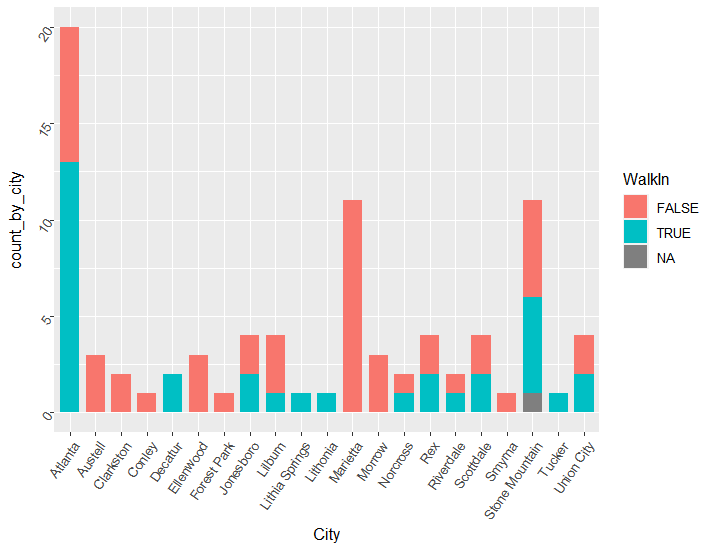 20
15
10
5
0
count_by_city
Atlanta
Austell
Clarkston
Conley
Decatur
Ellenwood
Forest Park
Jonesboro
Lilburn
Lithia Springs
Lithonia
Marietta
Morrow
Norcross
Rex
Riverdale
Scottdale
Smyrna
Stone Mountain
Tucker
Union City
City
WalkIn
FALSE
TRUE
NA